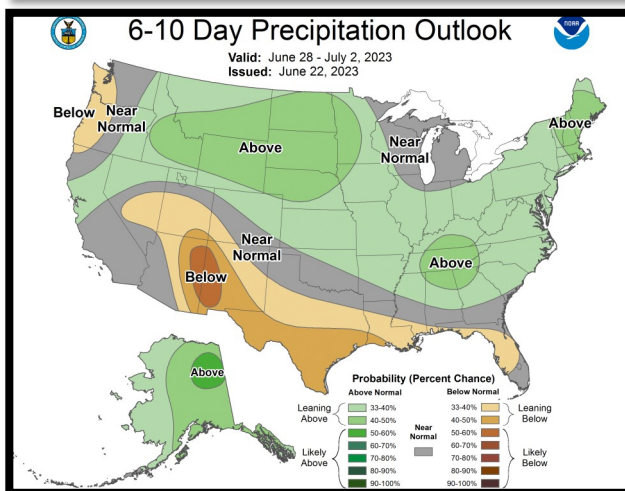 6-10 Day Precipitation Outlook
Valid: June 28 - July 2, 2023
Issued: June 22, 2023
NOAA
Below
Near
Normal
Above
Near
Normal
Above
Near
Normal
Below
Above
Above
Probability (Percent Chance)
Above Normal
Below Normal
Leaning
Above
33-40%
40-50%
Likely
Above
50-60%
60-70%
70-80%
80-90%
90-100%
Near
Normal
33-40%
40-50%
Leaning
Below
50-60%
60-70%
70-80%
80-90%
90-100%
Likely
Below